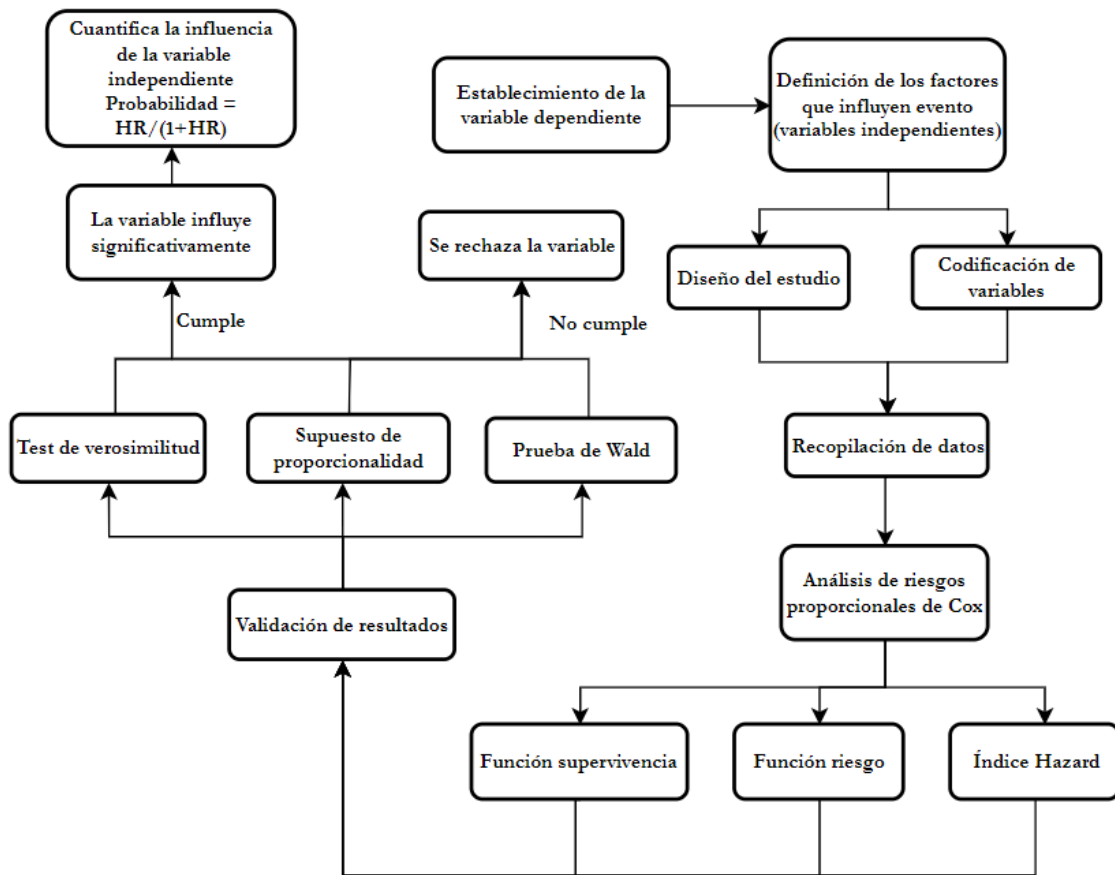 Cuantifica la influencia
de la variable
independiente
Probabilidad =
HR/(1+HR)
Establecimiento de la
variable dependiente
Definición de los factores
que influyen evento
(variables independientes)
La variable influye
significativamente
Se rechaza la variable
Diseño del estudio
Codificación de
variables
Cumple
No cumple
Test de verosimilitud
Supuesto de
proporcionalidad
Prueba de Wald
Recopilación de datos
Análisis de riesgos
proporcionales de Cox
Validación de resultados
Función supervivencia
Función riesgo
Índice Hazard